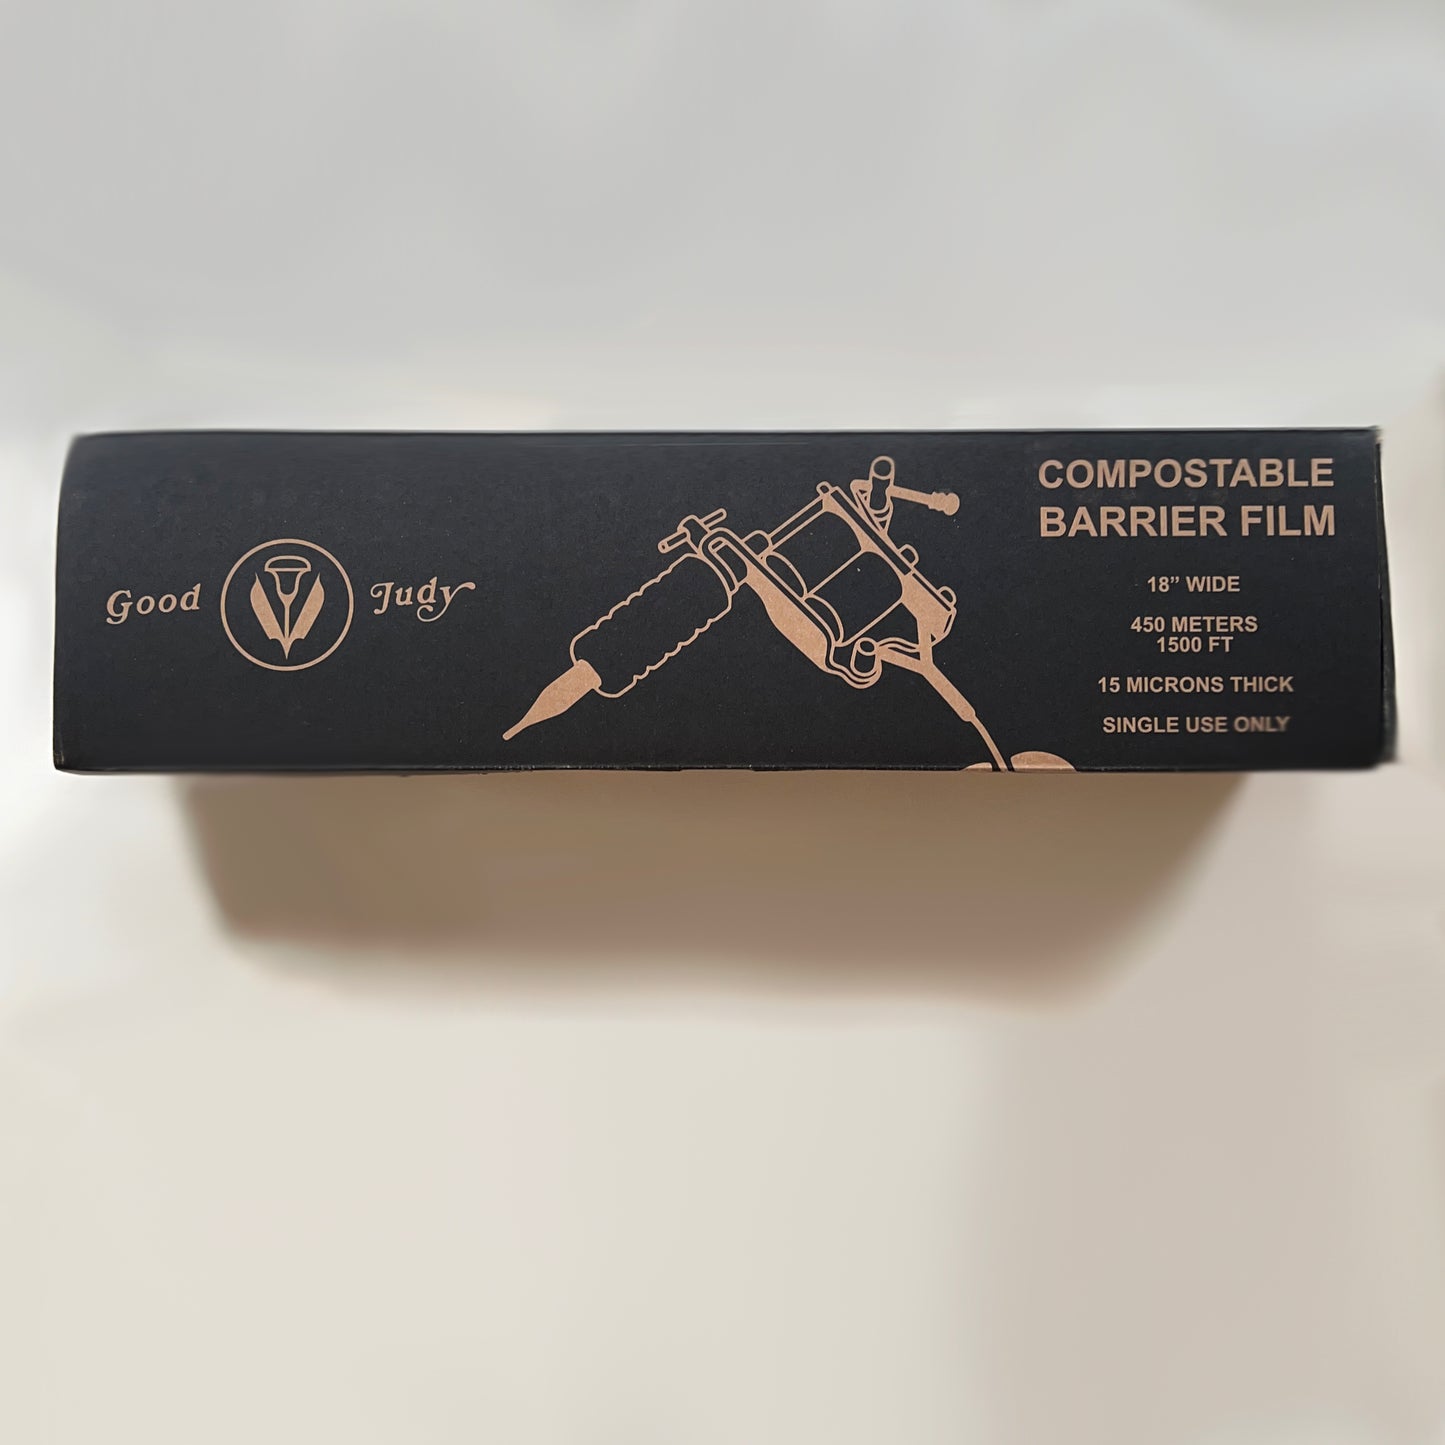 Good Judy
COMPOSTABLE
BARRIER FILM
18” WIDE
450 METERS
1500 FT
15 MICRONS THICK
SINGLE USE ONLY